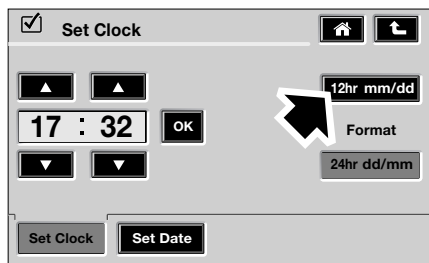 Set Clock
12hr mm/dd
17 : 32
OK
Format
24hr dd/mm
Set Clock
Set Date